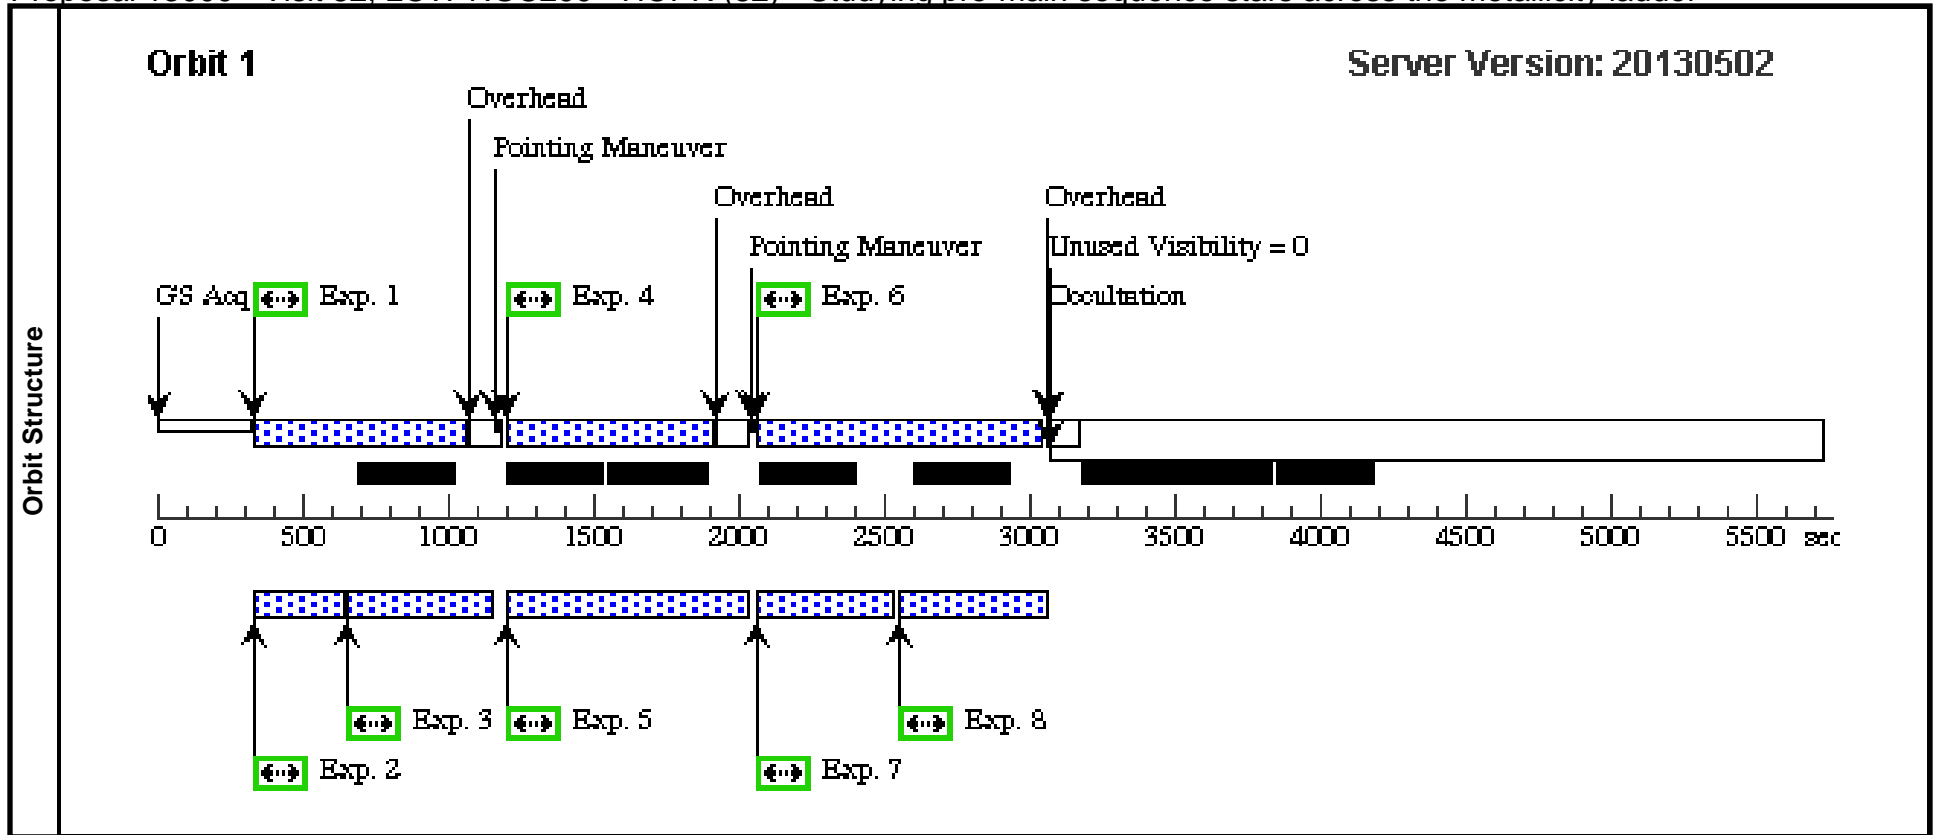 Orbit Structure
Orbit 1
Server Version: 20130502
Overhead
Pointing Maneuver
Overhead
Overhead
Pointing Maneuver
Unused Visibility = 0
GS Acq
Exp. 1
Exp. 4
Exp. 6
Occultation
0 500 1000 1500 2000 2500 3000 3500 4000 4500 5000 5500 sec
Exp. 3
Exp. 5
Exp. 8
Exp. 2
Exp. 7